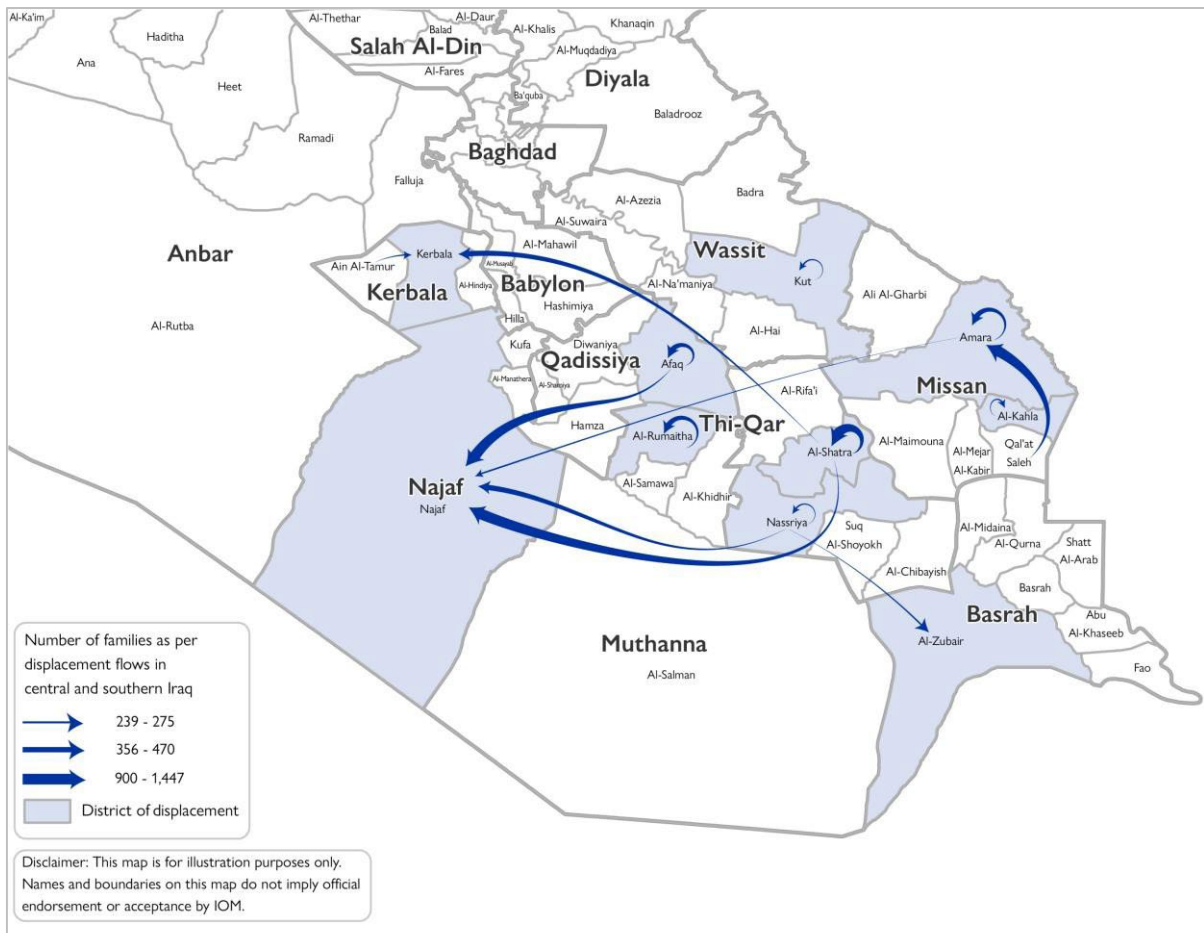 Al-Ka'im
Haditha
Ana
Heet
Ramadi
Al-Thethar
Al-Daur
Balad
Salah Al-Din
Al-Fares
Al-Khalis
Khanaqin
Al-Muqdadiya
Diyala
Ba'quba
Baladrooz
Baghdad
Falluja
Badra
Al-Azezia
Al-Suwaira
Anbar
Al-Rutba
Kerbala
Ain Al-Tamur
Kerbala
Al-Hindiya
Al-Mahawil
Al-Musayab
Babylon
Hashimiya
Hilla
Wassit
Kut
Al-Na'maniya
Al-Hai
Ali Al-Gharbi
Amara
Kufa
Diwaniya
Qadissiya
Afaq
Al-Manathera
Al-Shamiya
Hamza
Al-Rumaitha
Al-Rifa'i
Thi-Qar
Al-Shatra
Missan
Al-Kahla
Al-Maimouna
Al-Mejar
Al-Kabir
Qal'at
Saleh
Al-Samawa
Al-Khidhir
Najaf
Najaf
Nassriya
Suq
Al-Shoyokh
Al-Chibayish
Al-Midaina
Al-Qurna
Shatt
Al-Arab
Basrah
Basrah
Abu
Al-Khaseeb
Al-Zubair
Fao
Muthanna
Al-Salman
Number of families as per
displacement flows in
central and southern Iraq
239 - 275
356 - 470
900 - 1,447
District of displacement
Disclaimer: This map is for illustration purposes only.
Names and boundaries on this map do not imply official
endorsement or acceptance by IOM.